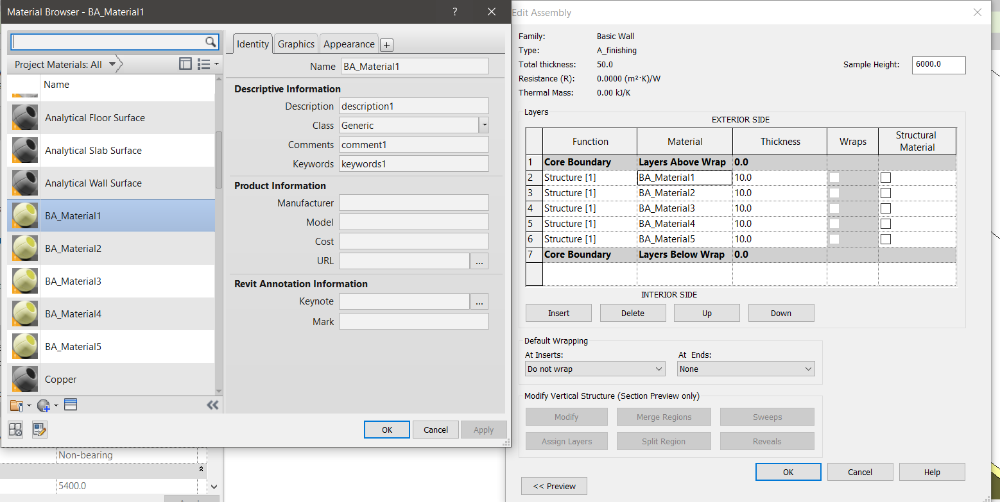 Material Browser - BA_Material1
?
Project Materials: All
Name
Analytical Floor Surface
Analytical Slab Surface
Analytical Wall Surface
BA_Material1
BA_Material2
BA_Material3
BA_Material4
BA_Material5
Copper
Identity Graphics Appearance +
Name BA_Material1
Descriptive Information
Description description1
Class Generic
Comments comment1
Keywords keywords1
Product Information
Manufacturer
Model
Cost
URL ...
Revit Annotation Information
Keynote ...
Mark
OK Cancel Apply
Non-bearing
5400.0
Edit Assembly
Family: Basic Wall
Type: A_finishing
Total thickness: 50.0 Sample Height: 6000.0
Resistance (R): 0.0000 (m²·K)/W
Thermal Mass: 0.00 kJ/K
Layers
EXTERIOR SIDE
Function Material Thickness Wraps Structural
Material
1 Core Boundary Layers Above Wrap 0.0
2 Structure [1] BA_Material1 10.0
3 Structure [1] BA_Material2 10.0
4 Structure [1] BA_Material3 10.0
5 Structure [1] BA_Material4 10.0
6 Structure [1] BA_Material5 10.0
7 Core Boundary Layers Below Wrap 0.0
INTERIOR SIDE
Insert Delete Up Down
Default Wrapping
At Inserts: At Ends:
Do not wrap None
Modify Vertical Structure (Section Preview only)
Modify Merge Regions Sweeps
Assign Layers Split Region Reveals
OK Cancel Help
<< Preview